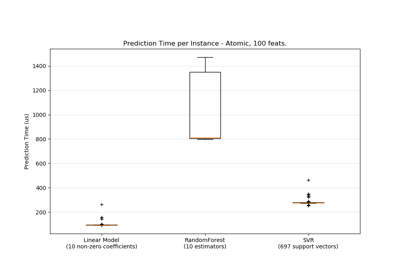 Prediction Time per Instance - Atomic, 100 feats.
1400
1200
1000
800
600
400
200
Prediction Time (us)
Linear Model
(10 non-zero coefficients)
RandomForest
(10 estimators)
SVR
(697 support vectors)